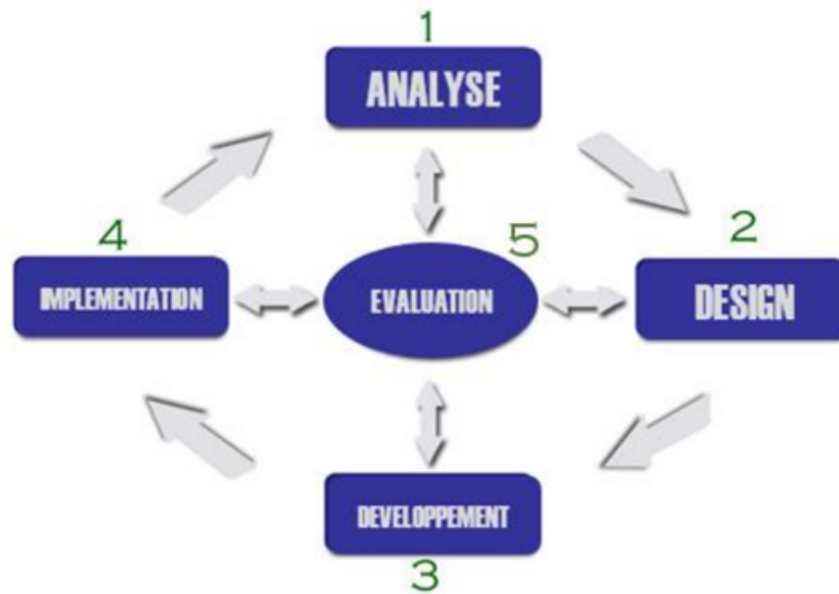 1
ANALYSE
4
5
2
IMPLEMENTATION
EVALUATION
DESIGN
DEVELOPPEMENT
3